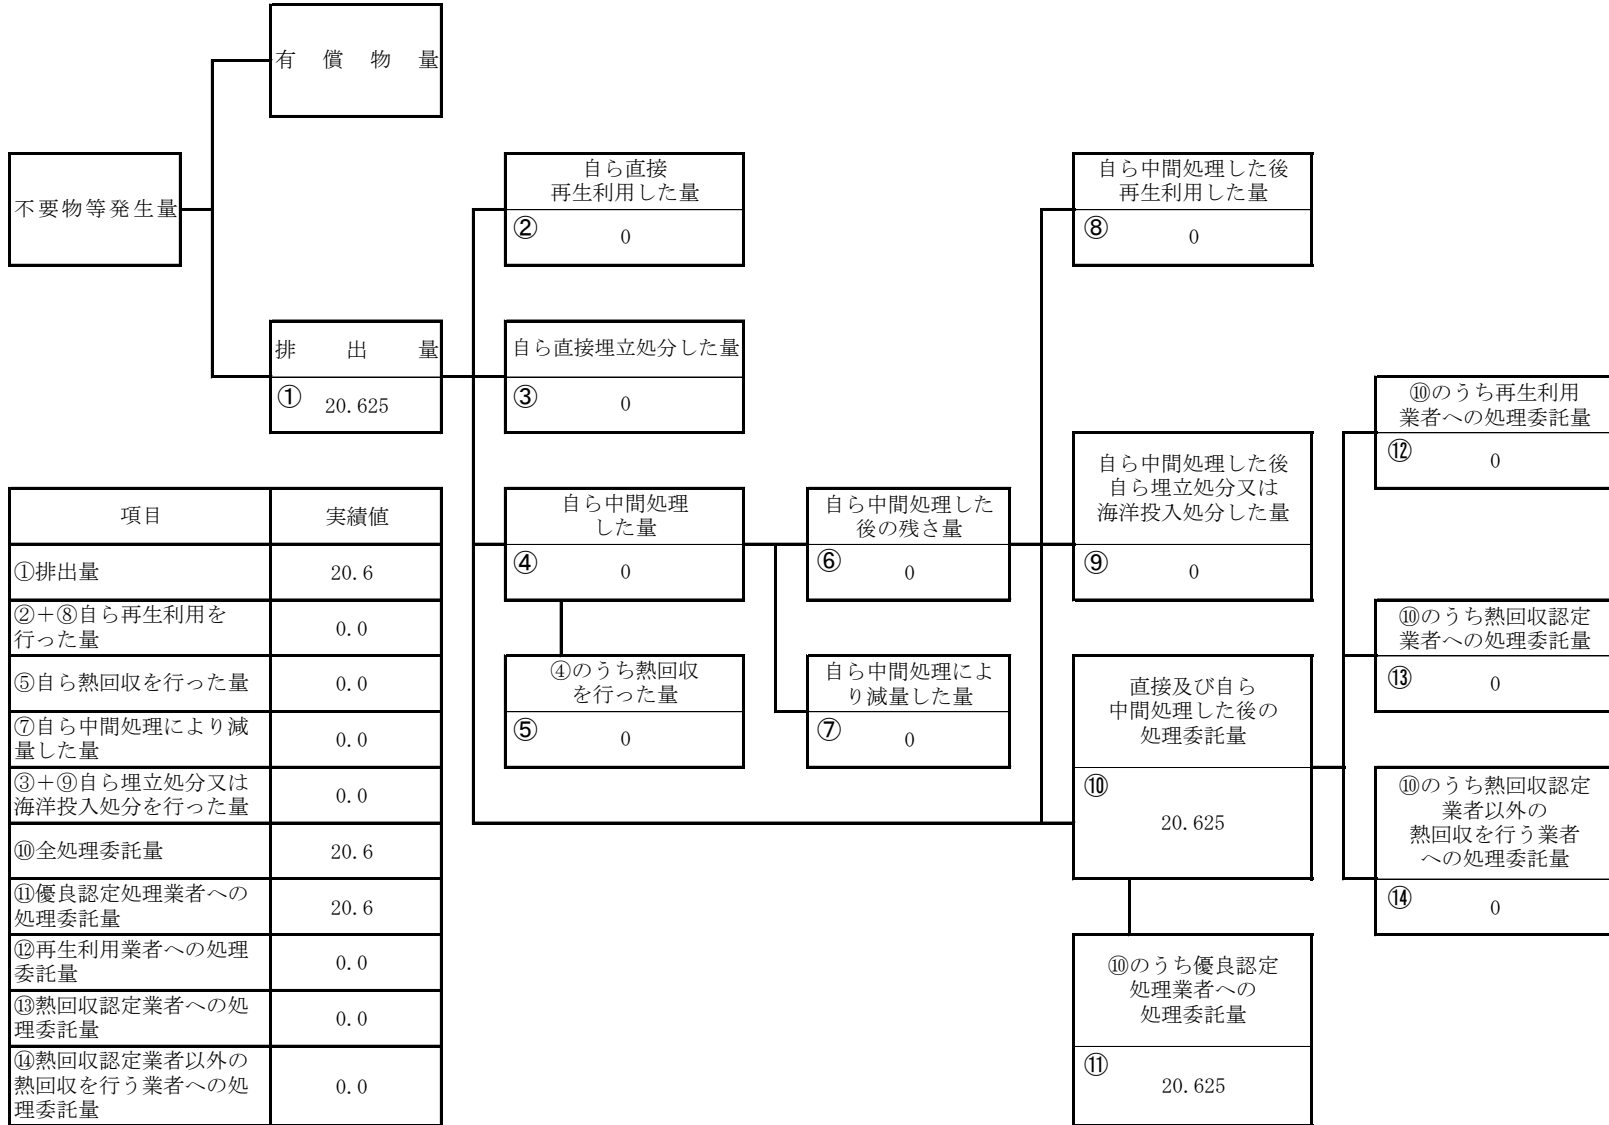 有償物量
不要物等発生量
排出量
① 20.625
自ら直接
再生利用した量
② 0
自ら直接埋立処分した量
③ 0
自ら中間処理
した量
④ 0
④のうち熱回収
を行った量
⑤ 0
自ら中間処理した
後の残さ量
⑥ 0
自ら中間処理によ
り減量した量
⑦ 0
自ら中間処理した後
再生利用した量
⑧ 0
自ら中間処理した後
自ら埋立処分又は
海洋投入処分した量
⑨ 0
直接及び自ら
中間処理した後の
処理委託量
⑩
20.625
⑩のうち優良認定
処理業者への
処理委託量
⑪
20.625
⑩のうち再生利用
業者への処理委託量
⑫ 0
⑩のうち熱回収認定
業者への処理委託量
⑬ 0
⑩のうち熱回収認定
業者以外の
熱回収を行う業者
への処理委託量
⑭ 0
項目 実績値
①排出量 20.6
②+⑧自ら再生利用を
行った量 0.0
⑤自ら熱回収を行った量 0.0
⑦自ら中間処理により減
量した量 0.0
③+⑨自ら埋立処分又は
海洋投入処分を行った量 0.0
⑩全処理委託量 20.6
⑪優良認定処理業者への
処理委託量 20.6
⑫再生利用業者への処理
委託量 0.0
⑬熱回収認定業者への処
理委託量 0.0
⑭熱回収認定業者以外の
熱回収を行う業者への処
理委託量 0.0